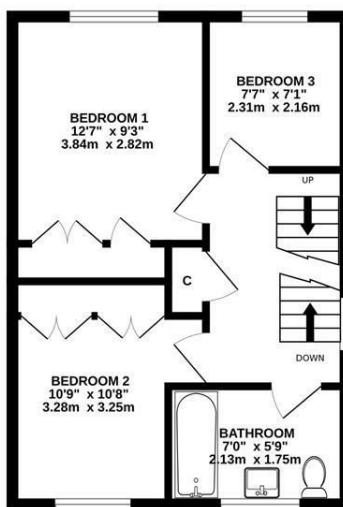 BEDROOM 1
12'7" x 9'3"
3.84m x 2.82m
BEDROOM 3
7'7" x 7'1"
2.31m x 2.16m
UP
C
DOWN
BEDROOM 2
10'9" x 10'8"
3.28m x 3.25m
BATHROOM
7'0" x 5'9"
2.13m x 1.75m